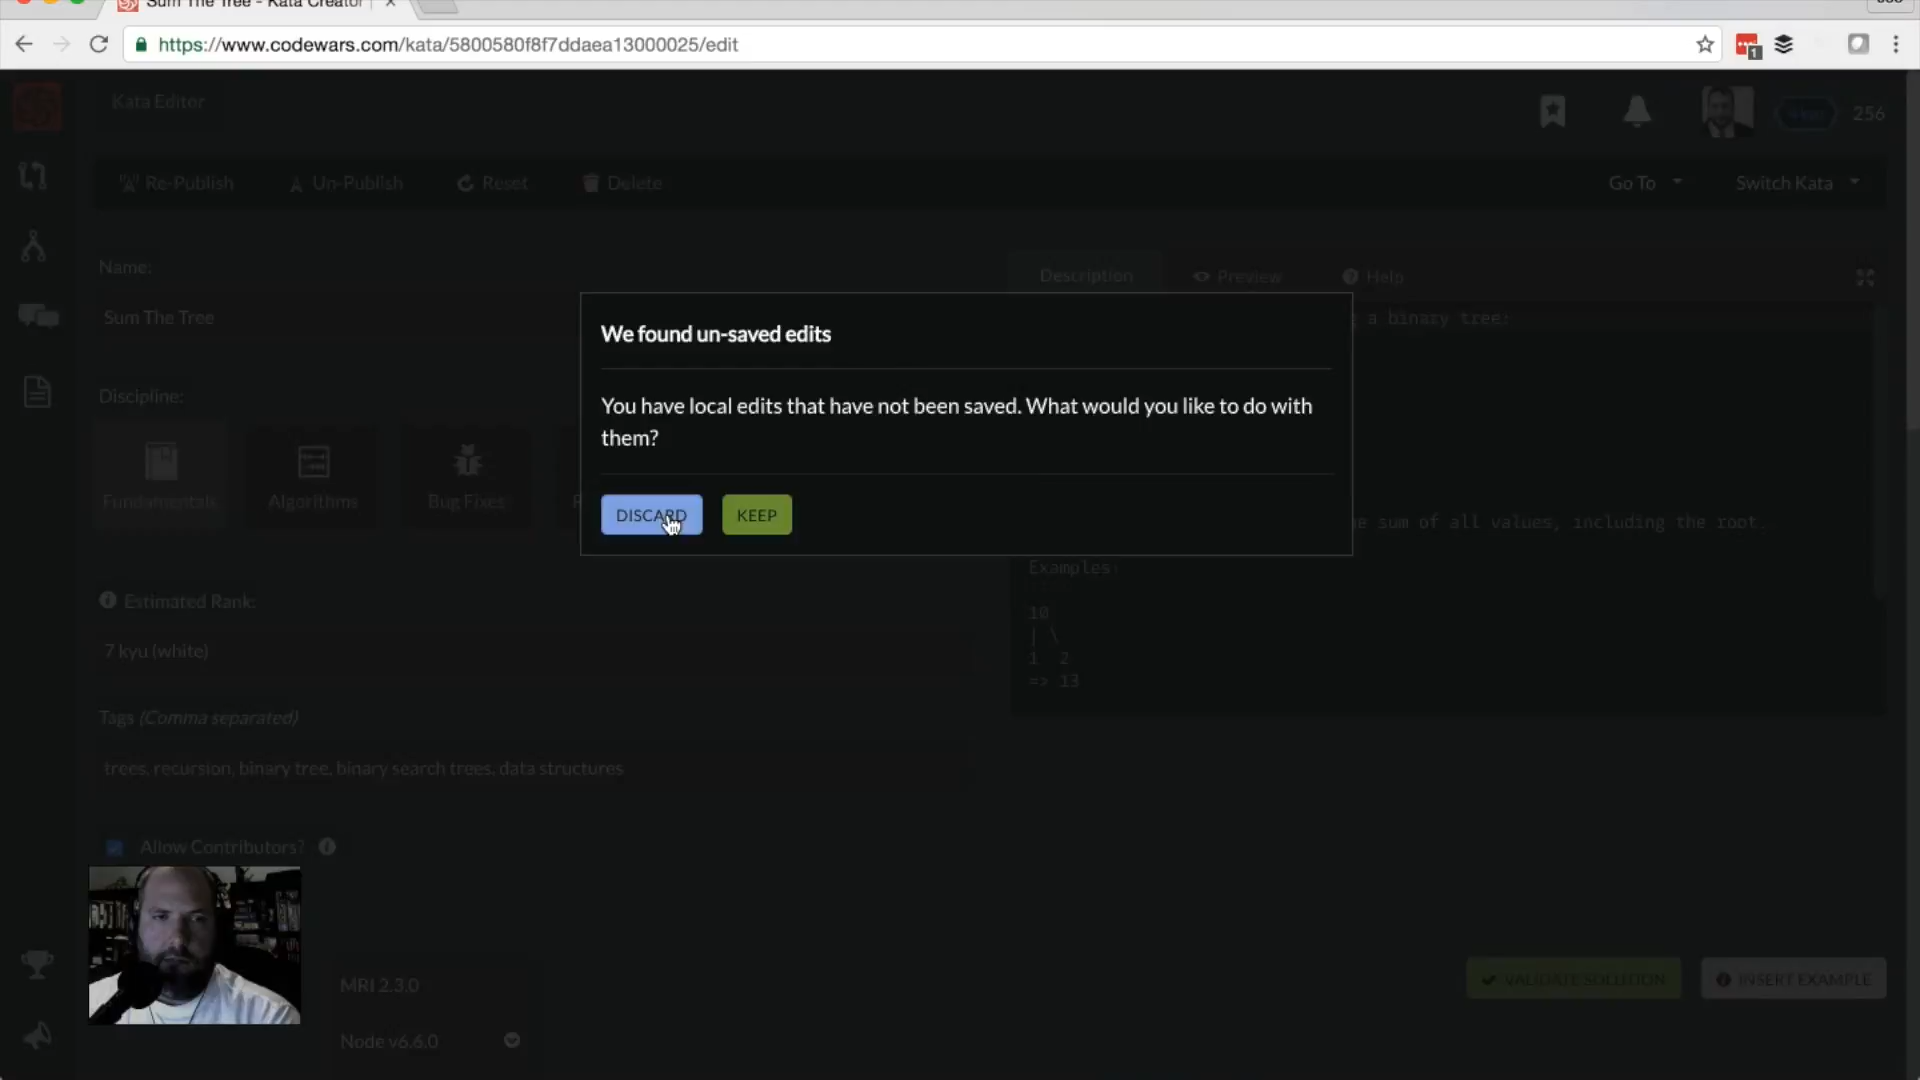 Sum The Tree - Kata Creator
https://www.codewars.com/kata/5800580f8f7ddaea13000025/edit
1
Kata Editor
256
Re-Publish
Un-Publish
Reset
Delete
Go To
Switch Kata
Name:
Sum The Tree
Description
Preview
Help
a binary tree:
We found un-saved edits
You have local edits that have not been saved. What would you like to do with
them?
DISCARD
KEEP
Discipline:
Fundamentals
Algorithms
Bug Fixes
sum of all values, including the root.
Examples:
10
| \
1 2
=> 13
Estimated Rank:
7 kyu (white)
Tags (Comma separated)
trees, recursion, binary tree, binary search trees, data structures
Allow Contributors?
MRI 2.3.0
Node v6.6.0
VALIDATE SOLUTION
INSERT EXAMPLE